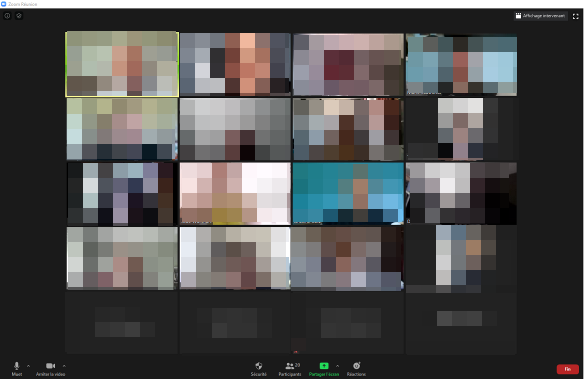 Zoom Réunion
Affichage intervenant
Muet
Arrêter la vidéo
Sécurité
Participants
20
Partager l'écran
Réactions
Fin